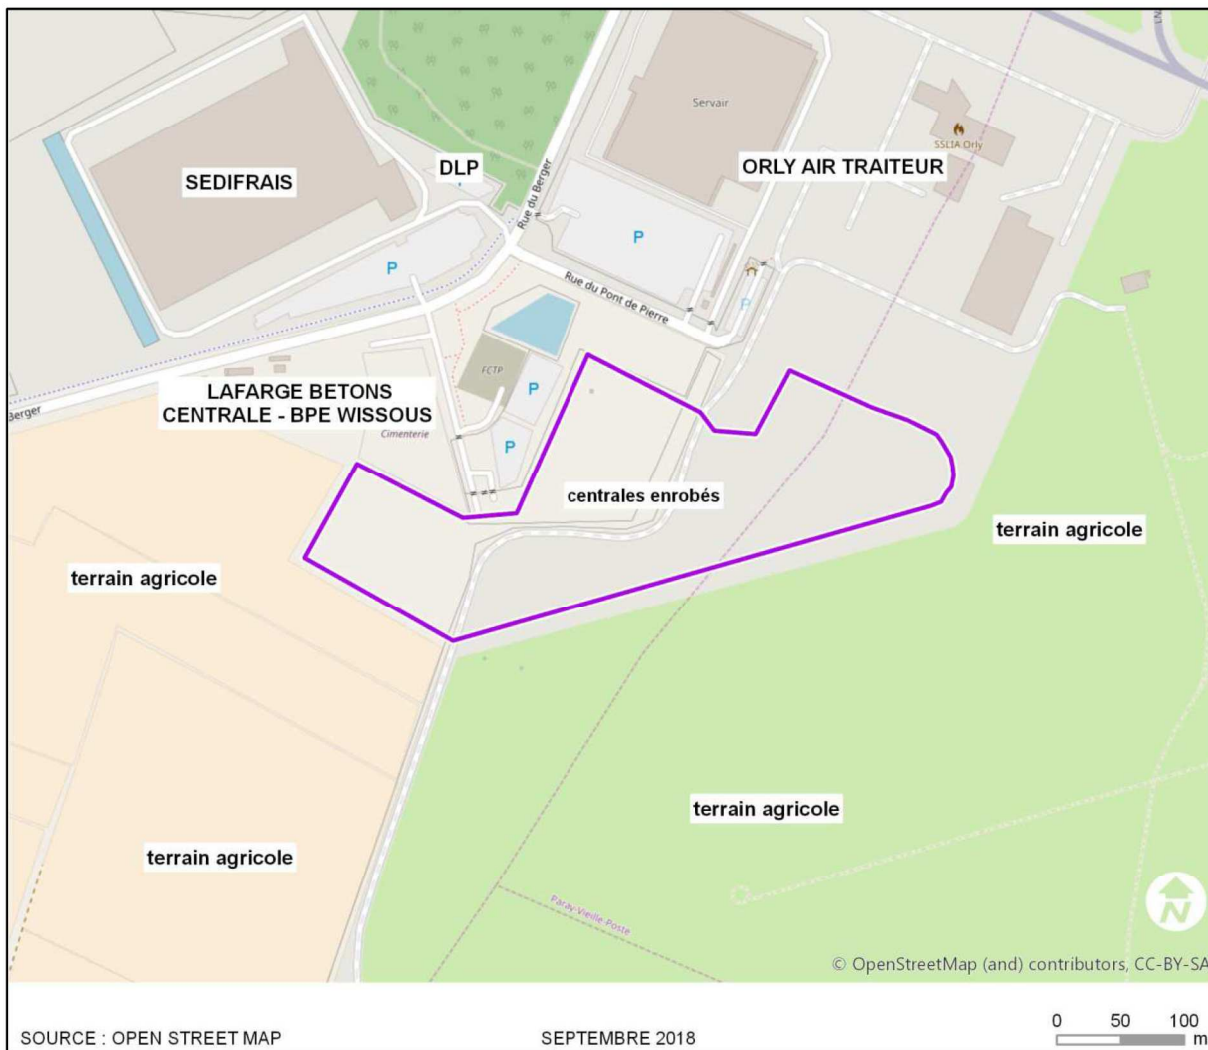 Servair
SSLIA Orly
DLP
ORLY AIR TRAITEUR
SEDIFRAIS
Rue du Berger
P
P
Rue du Pont de Pierre
P
FCTP
P
LAFARGE BETONS
CENTRALE - BPE WISSOUS
Berger
Cimenterie
P
centrales enrobés
terrain agricole
terrain agricole
terrain agricole
terrain agricole
Paray-Vieille-Poste
N
© OpenStreetMap (and) contributors, CC-BY-SA
SOURCE : OPEN STREET MAP
SEPTEMBRE 2018
0 50 100
m